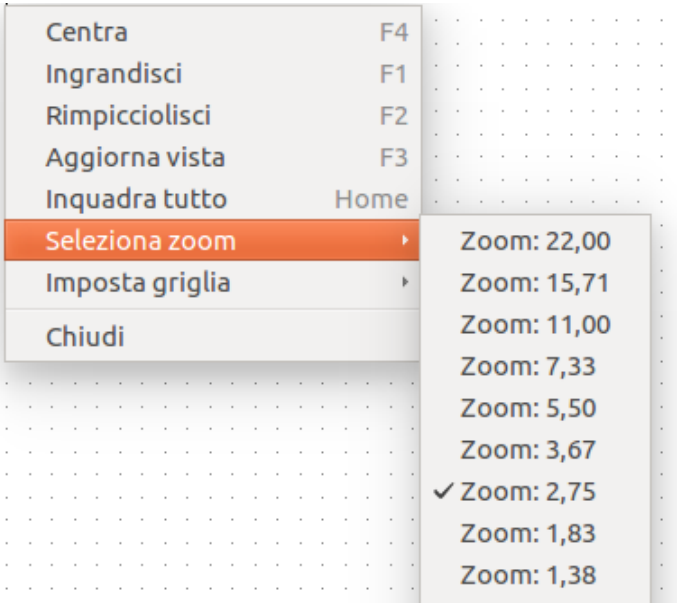 Centra F4
Ingrandisci F1
Rimpicciolisci F2
Aggiorna vista F3
Inquadra tutto Home
Seleziona zoom
Imposta griglia
Chiudi
Zoom: 22,00
Zoom: 15,71
Zoom: 11,00
Zoom: 7,33
Zoom: 5,50
Zoom: 3,67
Zoom: 2,75
Zoom: 1,83
Zoom: 1,38